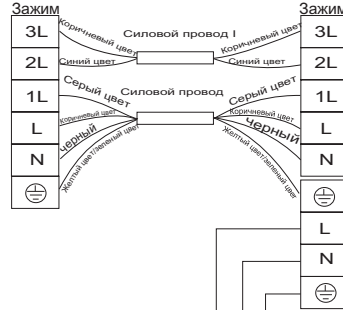 Зажим
Зажим
3L
Коричневый цвет
Силовой провод I
Коричневый цвет
3L
2L
Синий цвет
Синий цвет
2L
1L
Серый цвет
Силовой провод
Серый цвет
1L
L
Коричневый цвет
Коричневый цвет
L
N
черный
черный
N
Желтый цвет/зеленый цвет
Желтый цвет/зеленый цвет
L
N